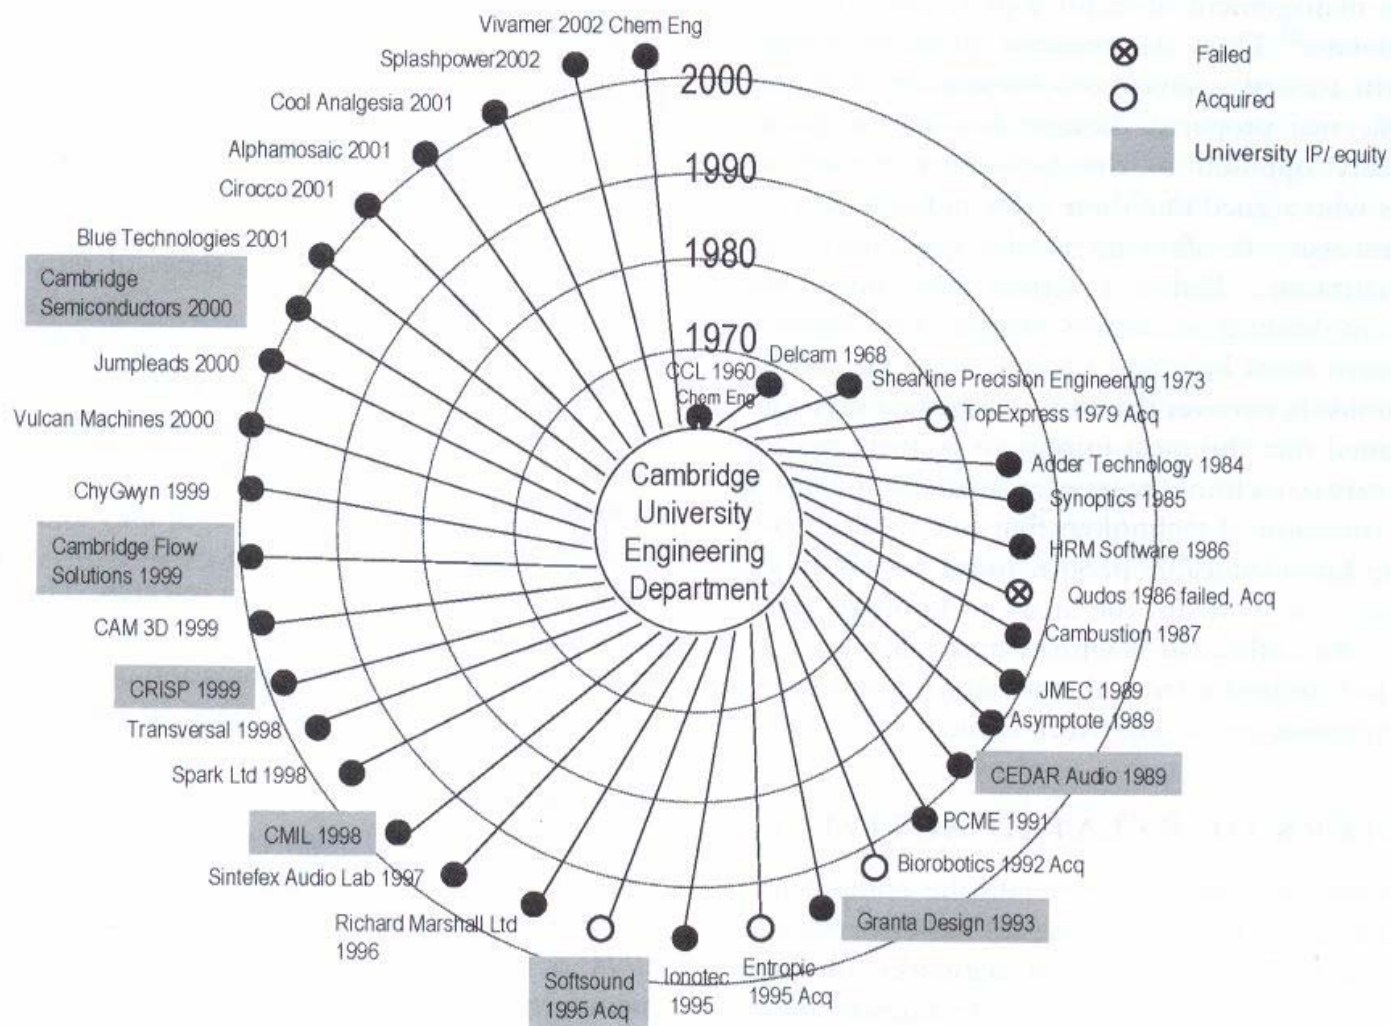 Vivamer 2002 Chem Eng
Splashpower2002
Cool Analgesia 2001
Alphamosaic 2001
Cirocco 2001
Blue Technologies 2001
Cambridge
Semiconductors 2000
Jumpleads 2000
Vulcan Machines 2000
ChyGwyn 1999
Cambridge Flow
Solutions 1999
CAM 3D 1999
CRISP 1999
Transversal 1998
Spark Ltd 1998
CMIL 1998
Sintefex Audio Lab 1997
Richard Marshall Ltd
1996
Softsound
1995 Acq
Ionotec
1995
Entropic
1995 Acq
Granta Design 1993
Biorobotics 1992 Acq
PCME 1991
CEDAR Audio 1989
Asymptote 1989
JMEC 1989
Cambustion 1987
Qudos 1986 failed, Acq
HRM Software 1986
Synoptics 1985
Adder Technology 1984
TopExpress 1979 Acq
Shearline Precision Engineering 1973
Delcam 1968
CCL 1960
Chem Eng
2000
1990
1980
1970
Cambridge
University
Engineering
Department
Failed
Acquired
University IP/ equity